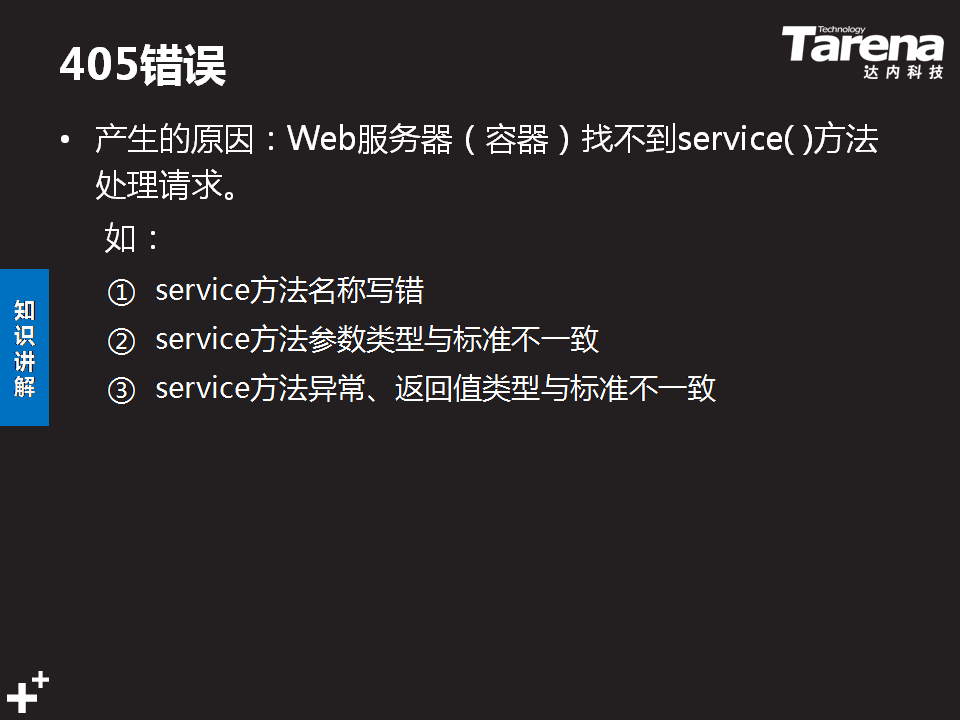 405错误
Technology
Tarena
达内科技
• 产生的原因：Web服务器（容器）找不到service( )方法
处理请求。
如：
① service方法名称写错
② service方法参数类型与标准不一致
③ service方法异常、返回值类型与标准不一致
知识讲解